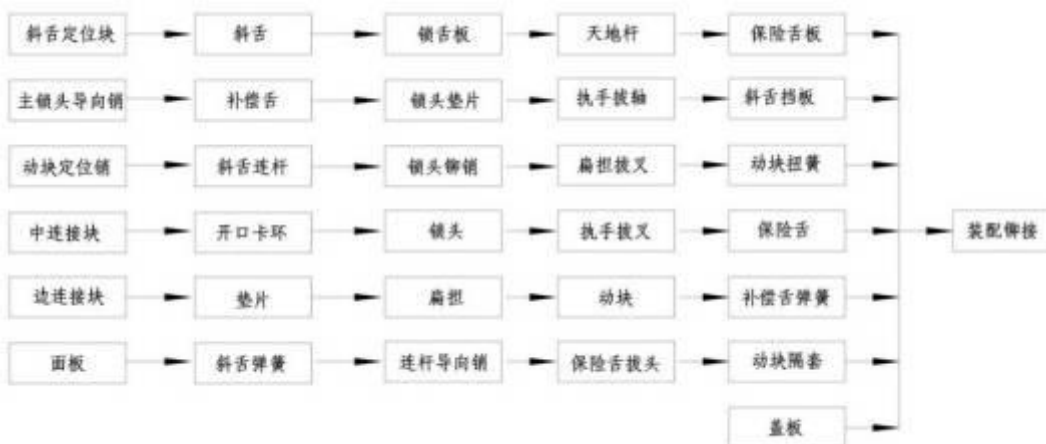 斜舌定位块 斜舌 锁舌板 天地杆 保险舌板
主锁头导向销 补偿舌 锁头垫片 执手拨轴 斜舌挡板
动块定位销 斜舌连杆 锁头铆销 扁担拨叉 动块扭簧
中连接块 开口卡环 锁头 执手拨叉 保险舌 装配铆接
边连接块 垫片 扁担 动块 补偿舌弹簧
面板 斜舌弹簧 连杆导向销 保险舌拔头 动块隔套
盖板